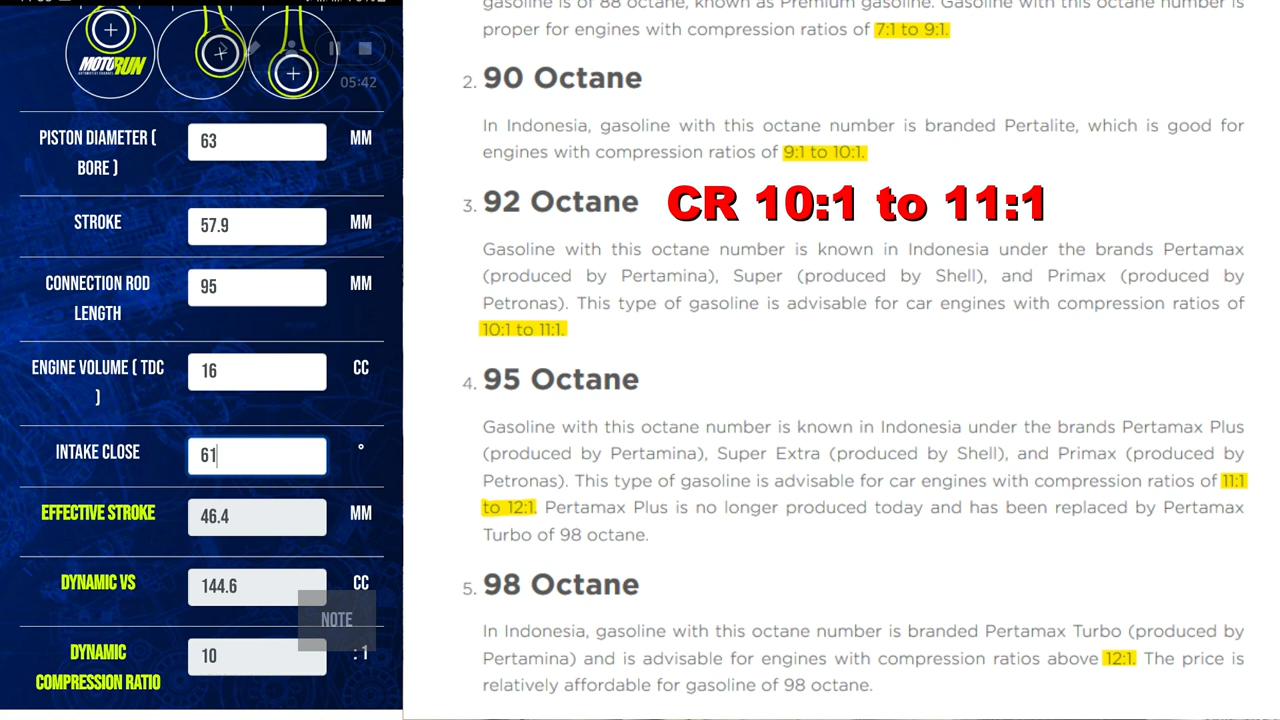 MOTORUN
05:42
PISTON DIAMETER (
BORE )
63
MM
STROKE
57.9
MM
CONNECTION ROD
LENGTH
95
MM
ENGINE VOLUME ( TDC
)
16
CC
INTAKE CLOSE
61
°
EFFECTIVE STROKE
46.4
MM
DYNAMIC VS
144.6
CC
NOTE
DYNAMIC
COMPRESSION RATIO
10
: 1
gasoline is of 88 octane, known as Premium gasoline. Gasoline with this octane number is
proper for engines with compression ratios of 7:1 to 9:1.
2. 90 Octane
In Indonesia, gasoline with this octane number is branded Pertalite, which is good for
engines with compression ratios of 9:1 to 10:1.
3. 92 Octane CR 10:1 to 11:1
Gasoline with this octane number is known in Indonesia under the brands Pertamax
(produced by Pertamina), Super (produced by Shell), and Primax (produced by
Petronas). This type of gasoline is advisable for car engines with compression ratios of
10:1 to 11:1.
4. 95 Octane
Gasoline with this octane number is known in Indonesia under the brands Pertamax Plus
(produced by Pertamina), Super Extra (produced by Shell), and Primax (produced by
Petronas). This type of gasoline is advisable for car engines with compression ratios of 11:1
to 12:1. Pertamax Plus is no longer produced today and has been replaced by Pertamax
Turbo of 98 octane.
5. 98 Octane
In Indonesia, gasoline with this octane number is branded Pertamax Turbo (produced by
Pertamina) and is advisable for engines with compression ratios above 12:1. The price is
relatively affordable for gasoline of 98 octane.